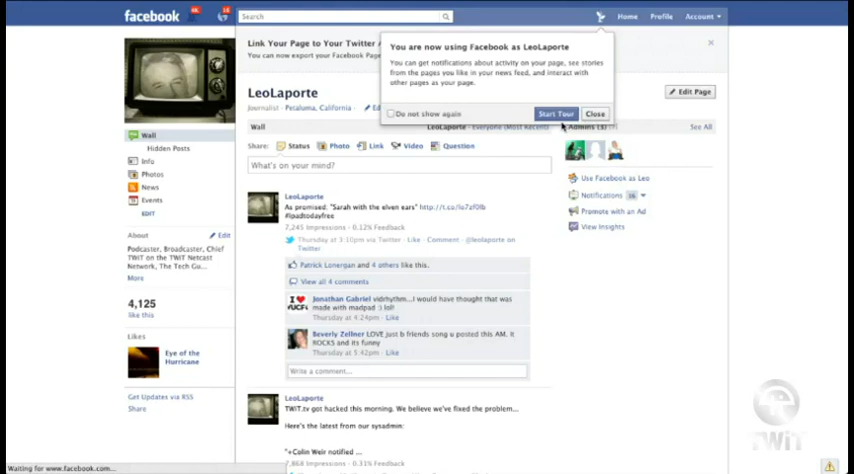 facebook
Search
Home
Profile
Account
Link Your Page to Your Twitter
You can now export your Facebook
You are now using Facebook as LeoLaporte
You can get notifications about activity on your page, see stories
from the pages you like in your news feed, and interact with
other pages as your page.
Do not show again
Start Tour
Close
LeoLaporte
Journalist · Petaluma, California ·
Edit Page
Wall
LeoLaporte · Everyone (Most Recent)
Admins (3)
See All
Share:
Status
Photo
Link
Video
Question
What's on your mind?
Wall
Hidden Posts
Info
Photos
News
Events
EDIT
About
Edit
Podcaster, Broadcaster, Chief
TWiT on the TWiT Netcast
Network, The Tech Gu...
More
4,125
like this
Likes
Eye of the
Hurricane
Get Updates via RSS
Share
LeoLaporte
As promised: "Sarah with the elven ears"
#ipadtodayfree
7,245 Impressions · 0.12% Feedback
Thursday at 3:10pm via Twitter · Like · Comment · @leolaporte on
Twitter
Patrick Lonergan and 4 others like this.
View all 4 comments
Jonathan Gabriel vidrhythm...I would have thought that was
made with madpad :) lol!
Thursday at 4:24pm · Like
Beverly Zellner LOVE just b friends song u posted this AM. it
ROCKS and its funny
Thursday at 5:42pm · Like
Write a comment...
LeoLaporte
TWiT.tv got hacked this morning. We believe we've fixed the problem...
Here's the latest from our sysadmin:
"+Colin Weir notified ...
7,868 Impressions · 0.31% Feedback
Use Facebook as Leo
Notifications
Promote with an Ad
View Insights
TWiT
Waiting for www.facebook.com...